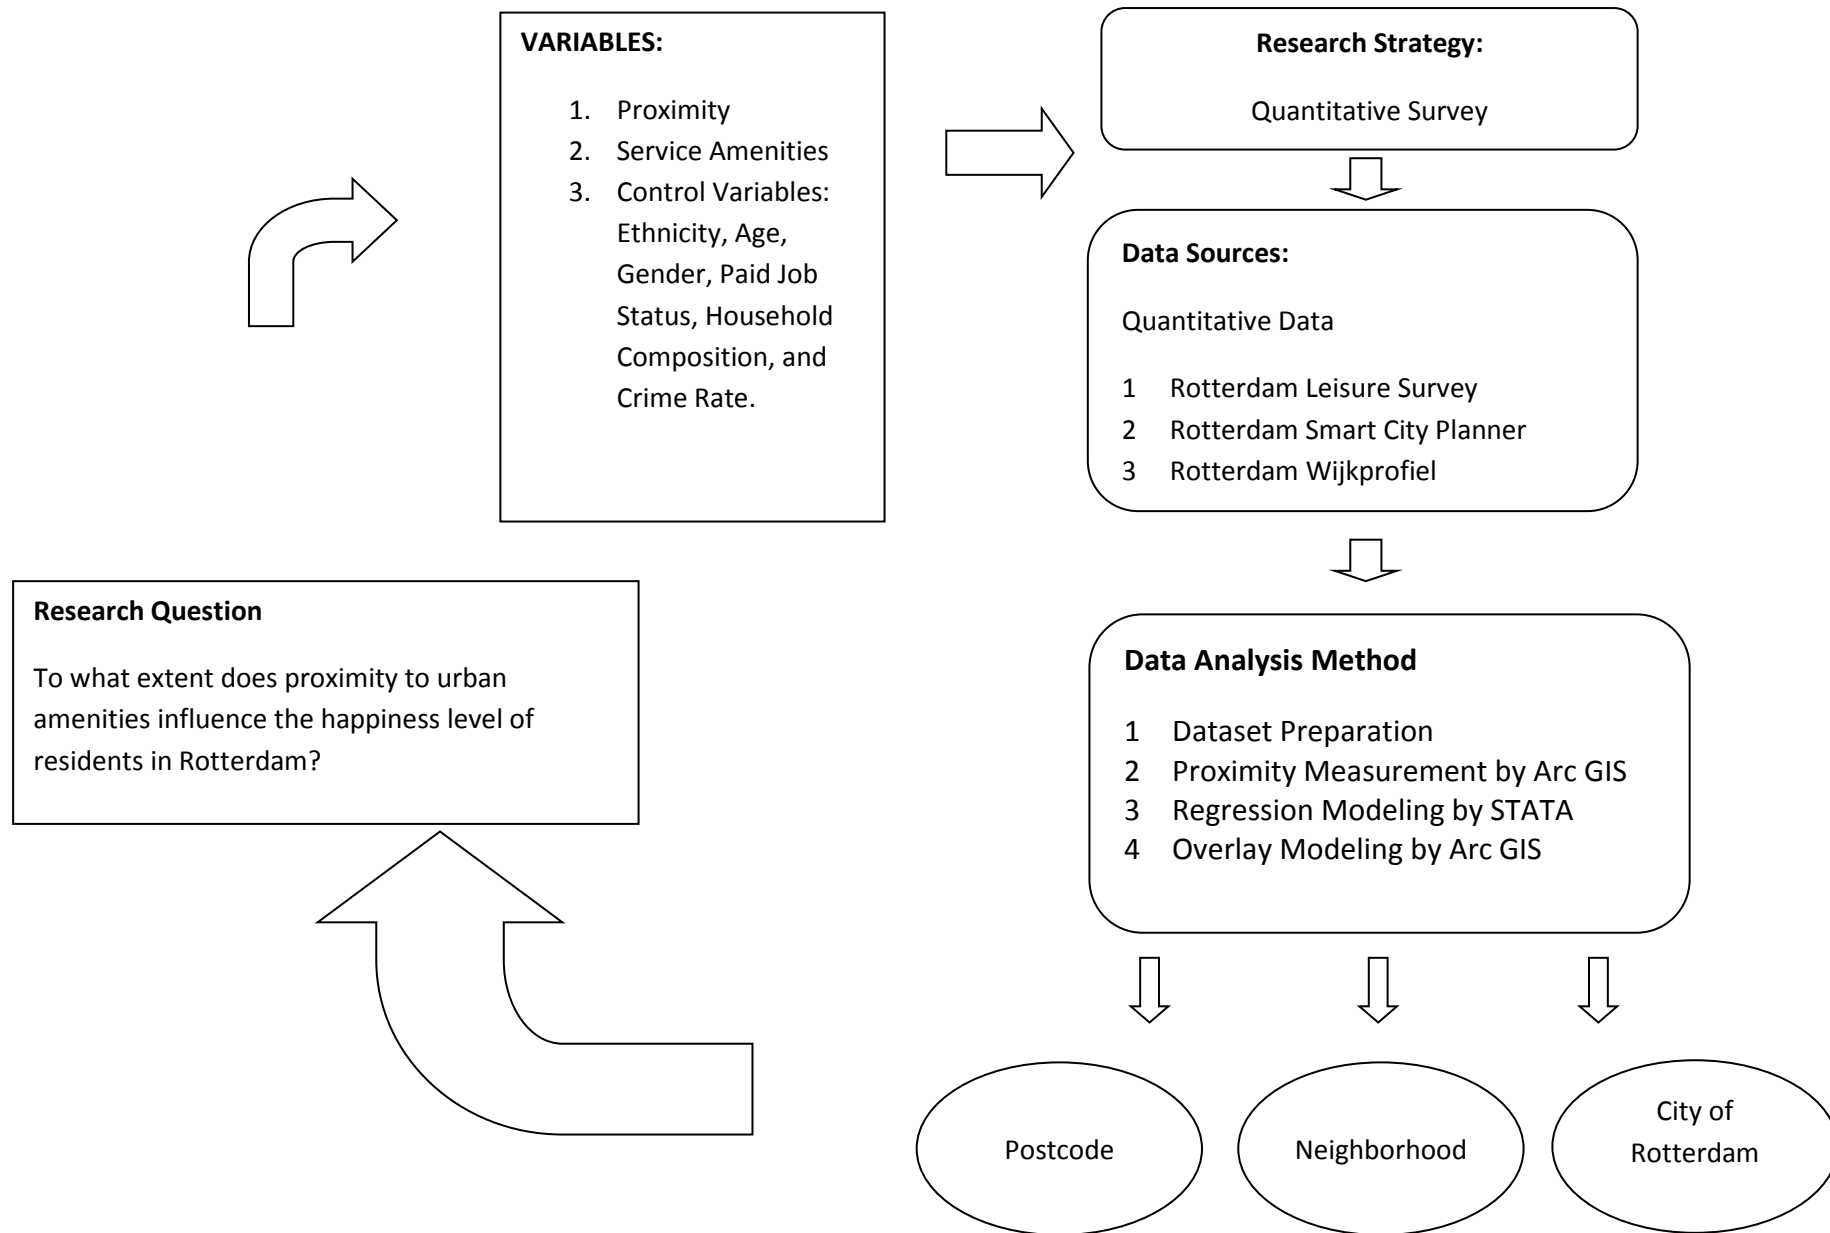 VARIABLES:
1. Proximity
2. Service Amenities
3. Control Variables:
Ethnicity, Age,
Gender, Paid Job
Status, Household
Composition, and
Crime Rate.
Research Strategy:
Quantitative Survey
Data Sources:
Quantitative Data
1 Rotterdam Leisure Survey
2 Rotterdam Smart City Planner
3 Rotterdam Wijkprofiel
Research Question
To what extent does proximity to urban
amenities influence the happiness level of
residents in Rotterdam?
Data Analysis Method
1 Dataset Preparation
2 Proximity Measurement by Arc GIS
3 Regression Modeling by STATA
4 Overlay Modeling by Arc GIS
Postcode
Neighborhood
City of
Rotterdam